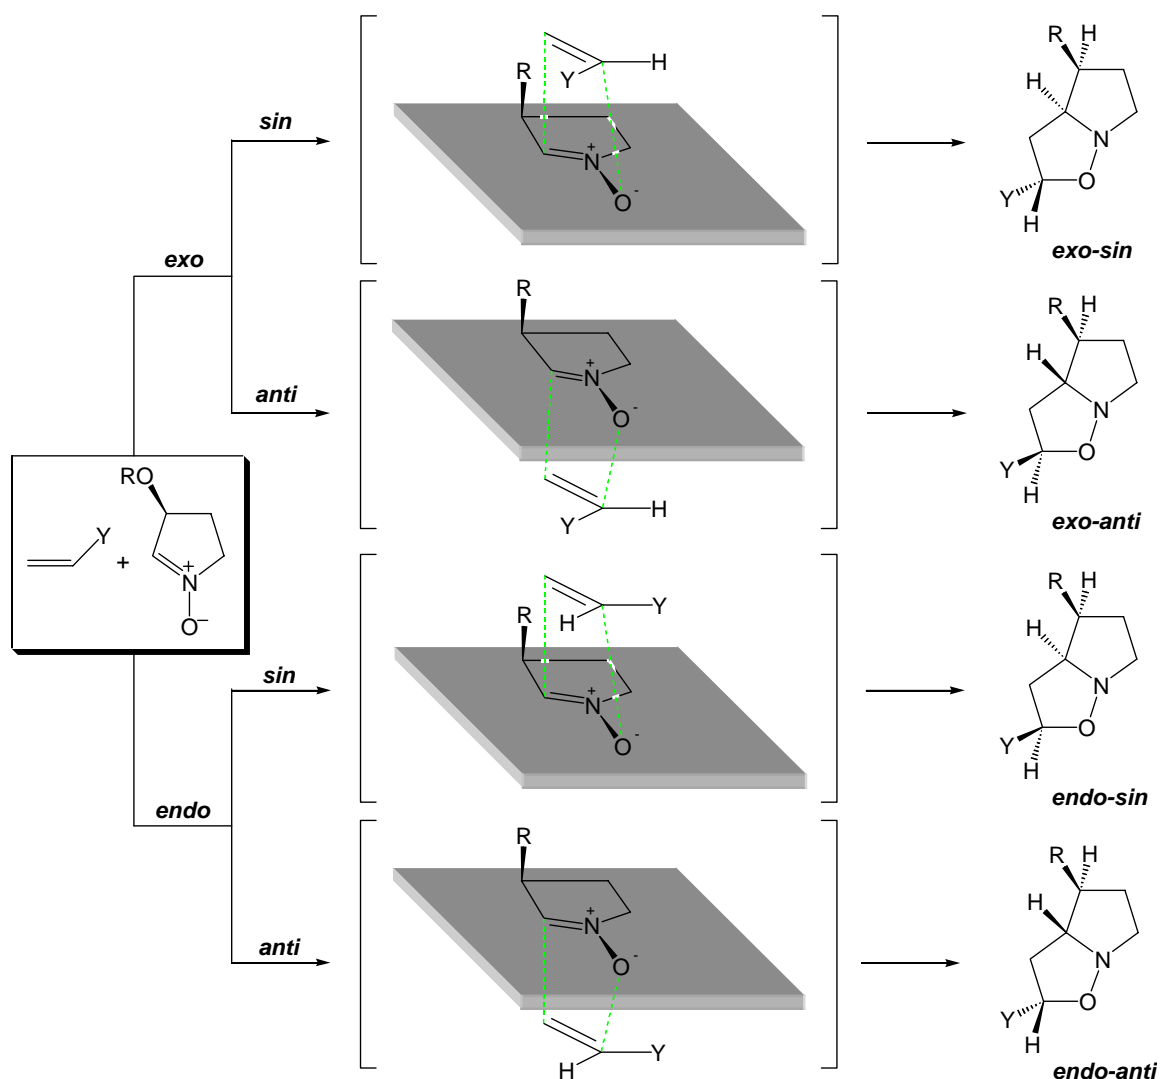 R
H
H
R
Y
H
sin
N
+
N
O
-
O
Y
H
exo
exo-sin
R
R
H
H
+
N
anti
O
-
N
O
Y
H
Y
H
exo-anti
RO
Y
+
+
N
O–
R
H
Y
H
R
H
sin
+
N
N
O
-
O
Y
H
endo
endo-sin
R
R
H
H
+
N
anti
O
-
N
O
Y
H
Y
H
endo-anti